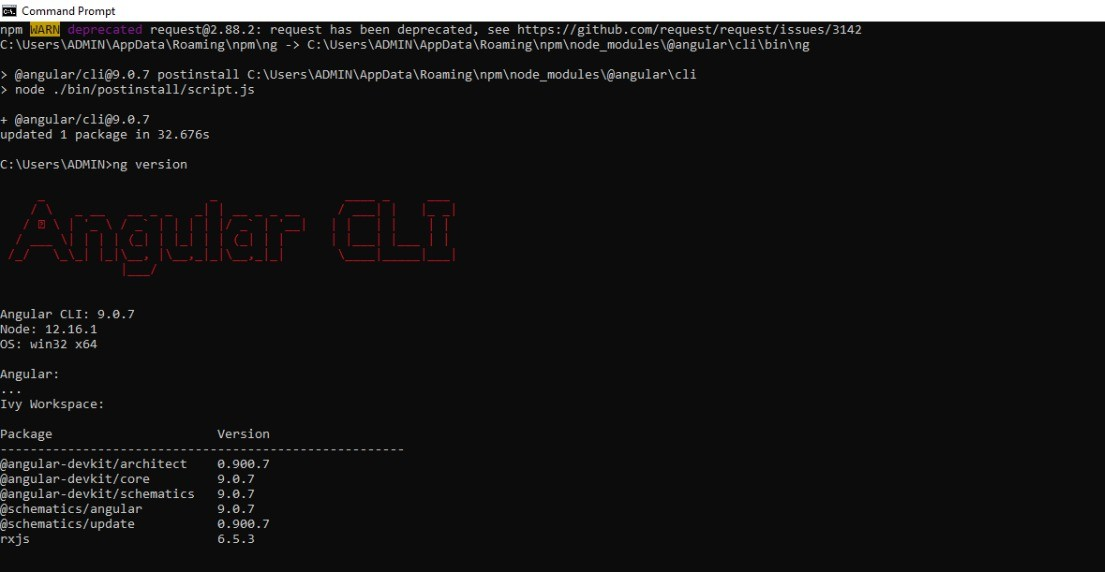 Command Prompt
npm WARN deprecated request@2.88.2: request has been deprecated, see https://github.com/request/request/issues/3142
C:\Users\ADMIN\AppData\Roaming\npm\ng -> C:\Users\ADMIN\AppData\Roaming\npm\node_modules\@angular\cli\bin\ng
> @angular/cli@9.0.7 postinstall C:\Users\ADMIN\AppData\Roaming\npm\node_modules\@angular\cli
> node ./bin/postinstall/script.js
+ @angular/cli@9.0.7
updated 1 package in 32.676s
C:\Users\ADMIN>ng version
Angular CLI
Angular CLI: 9.0.7
Node: 12.16.1
OS: win32 x64
Angular:
...
Ivy Workspace:
Package Version
------------------------------------------------------
@angular-devkit/architect 0.900.7
@angular-devkit/core 9.0.7
@angular-devkit/schematics 9.0.7
@schematics/angular 9.0.7
@schematics/update 0.900.7
rxjs 6.5.3